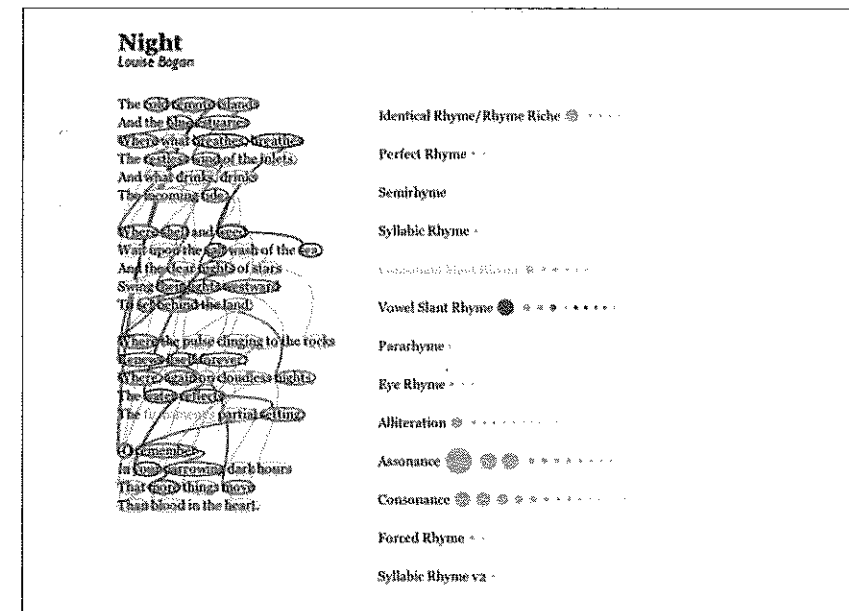 Night
Louise Bogan
The cold remote islands
And the blue estuaries
Where what breathes, breathes
The restless wind of the inlets,
And what drinks, drinks
The incoming tide;
Where shell and weed
Wait upon the salt wash of the sea,
And the clear nights of stars
Swing their lights westward
To set behind the land;
Where the pulse clinging to the rocks
Renews itself forever;
Where, again on cloudless nights,
The water reflects
The firmament's partial setting;
—O remember
In your narrowing dark hours
That more things move
Than blood in the heart.
Identical Rhyme/Rhyme Riche
Perfect Rhyme
Semirhyme
Syllabic Rhyme
Consonant Slant Rhyme
Vowel Slant Rhyme
Pararhyme
Eye Rhyme
Alliteration
Assonance
Consonance
Forced Rhyme
Syllabic Rhyme v2